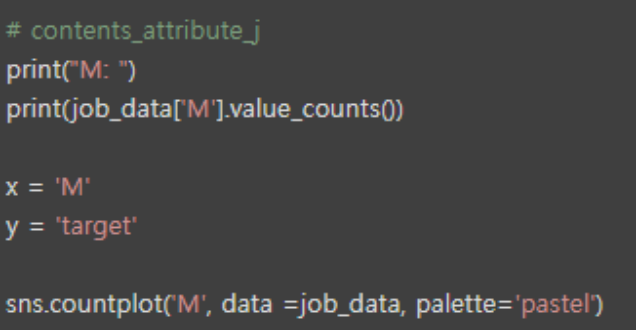 # contents_attribute_j
print("M: ")
print(job_data['M'].value_counts())
x = 'M'
y = 'target'
sns.countplot('M', data =job_data, palette='pastel')